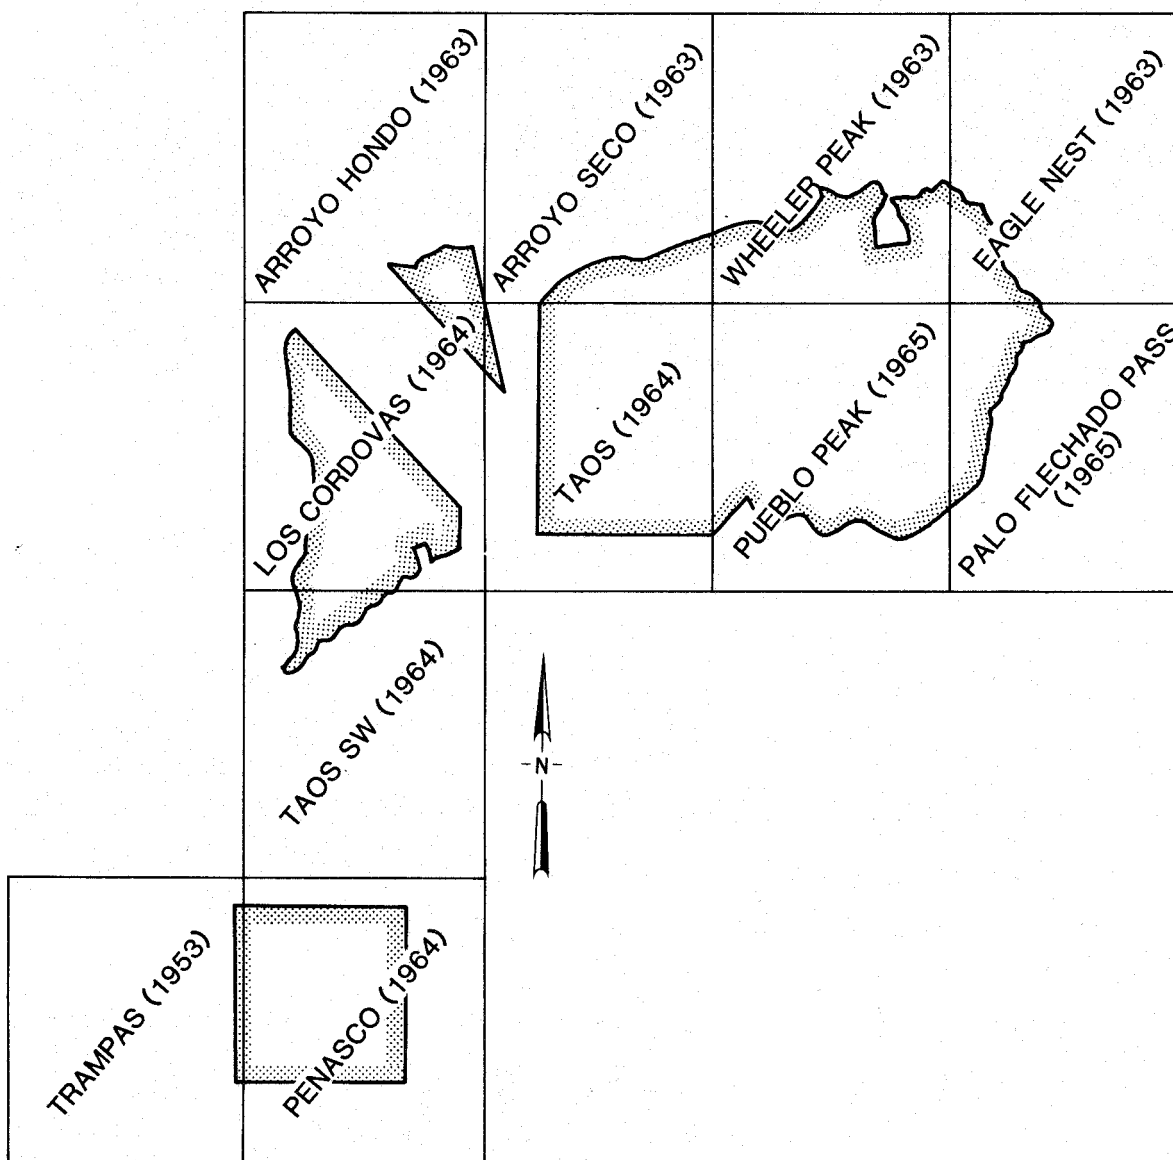 ARROYO HONDO (1963)
ARROYO SECO (1963)
WHEELER PEAK (1963)
EAGLE NEST (1963)
LOS CORDOVAS (1964)
TAOS (1964)
PUEBLO PEAK (1965)
PALO FLECHADO PASS
(1965)
TAOS SW (1964)
N
TRAMPAS (1953)
PENASCO (1964)